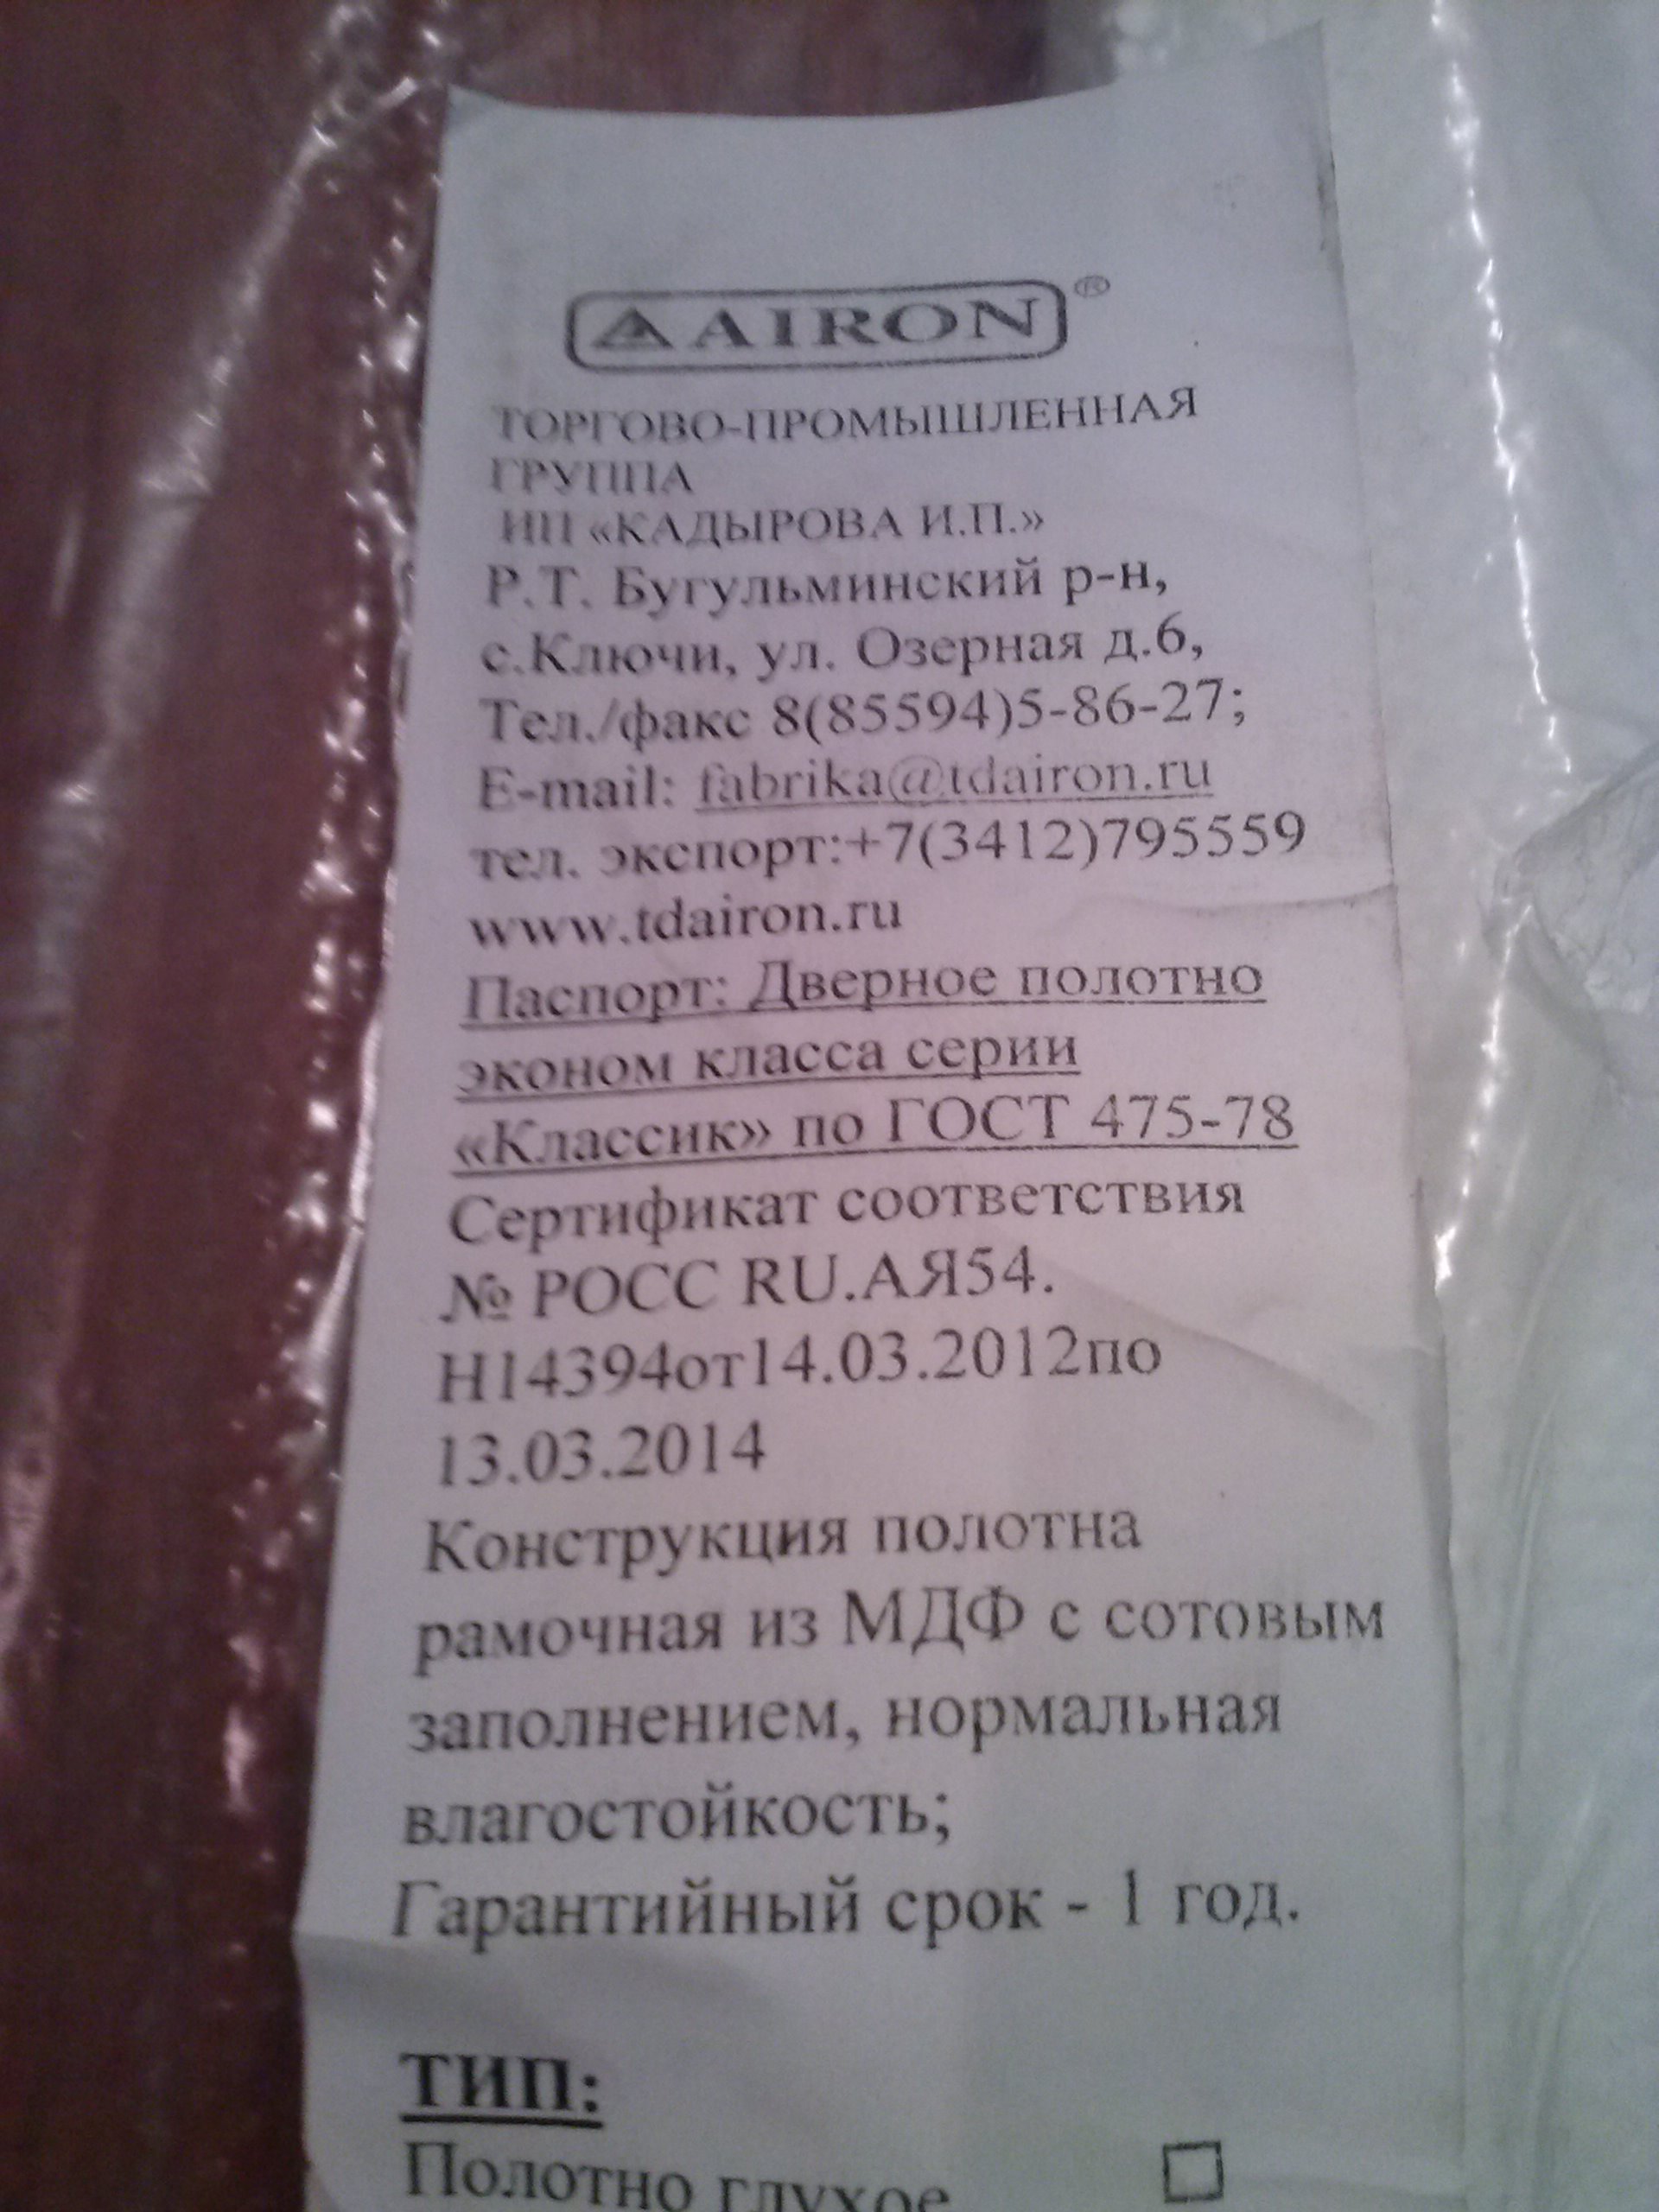 AIRON ®
ТОРГОВО-ПРОМЫШЛЕННАЯ
ГРУППА
ИП «КАДЫРОВА И.П.»
Р.Т. Бугульминский р-н,
с.Ключи, ул. Озерная д.6,
Тел./факс 8(85594)5-86-27;
E-mail: fabrika@tdairon.ru
тел. экспорт:+7(3412)795559
www.tdairon.ru
Паспорт: Дверное полотно
эконом класса серии
«Классик» по ГОСТ 475-78
Сертификат соответствия
№ РОСС RU.АЯ54.
Н14394от14.03.2012по
13.03.2014
Конструкция полотна
рамочная из МДФ с сотовым
заполнением, нормальная
влагостойкость;
Гарантийный срок - 1 год.
ТИП:
Полотно глухое